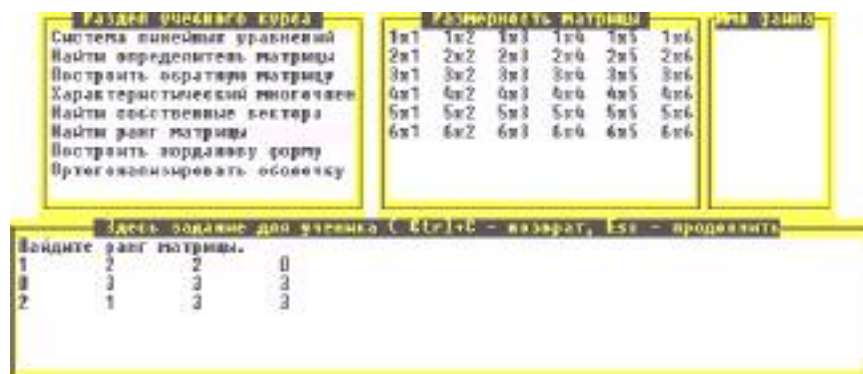 Раздел учебного курса
Система линейных уравнений
Найти определитель матрицы
Построить обратную матрицу
Характеристический многочлен
Найти собственные вектора
Найти ранг матрицы
Построить жорданову форму
Ортогонализировать оболочку
Размерность матрицы
1x1 1x2 1x3 1x4 1x5 1x6
2x1 2x2 2x3 2x4 2x5 2x6
3x1 3x2 3x3 3x4 3x5 3x6
4x1 4x2 4x3 4x4 4x5 4x6
5x1 5x2 5x3 5x4 5x5 5x6
6x1 6x2 6x3 6x4 6x5 6x6
Имя файла
Здесь задание для ученика ( Ctrl+C - возврат, Esc - продолжить
Найдите ранг матрицы.
1 2 2 0
0 3 3 3
2 1 3 3